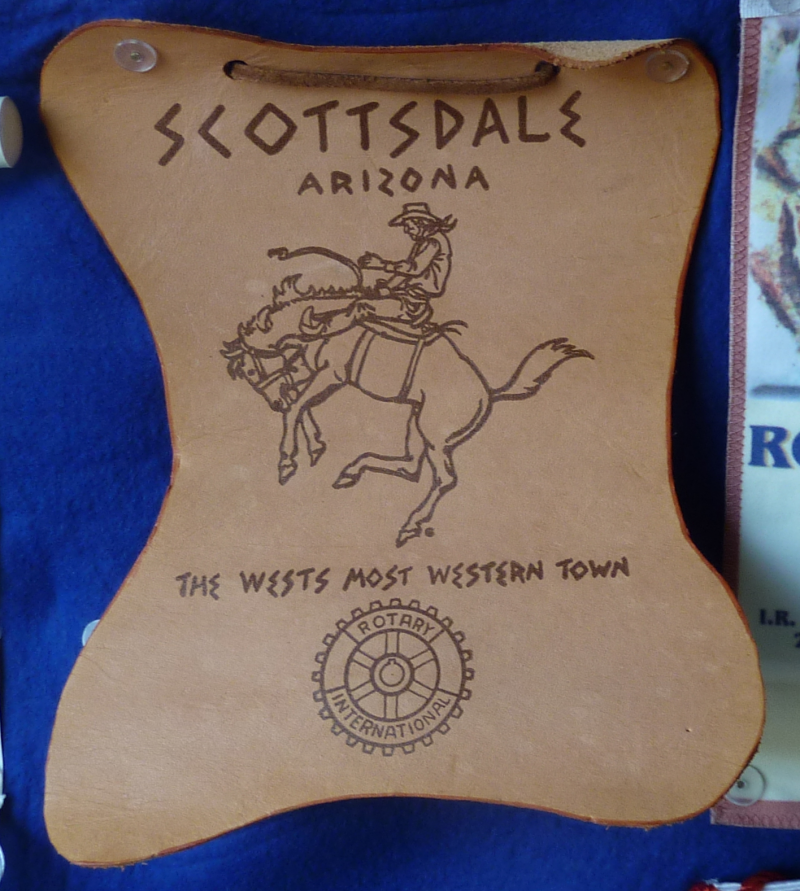 SCOTTSDALE
ARIZONA
THE WESTS MOST WESTERN TOWN
ROTARY
INTERNATIONAL
I.R.